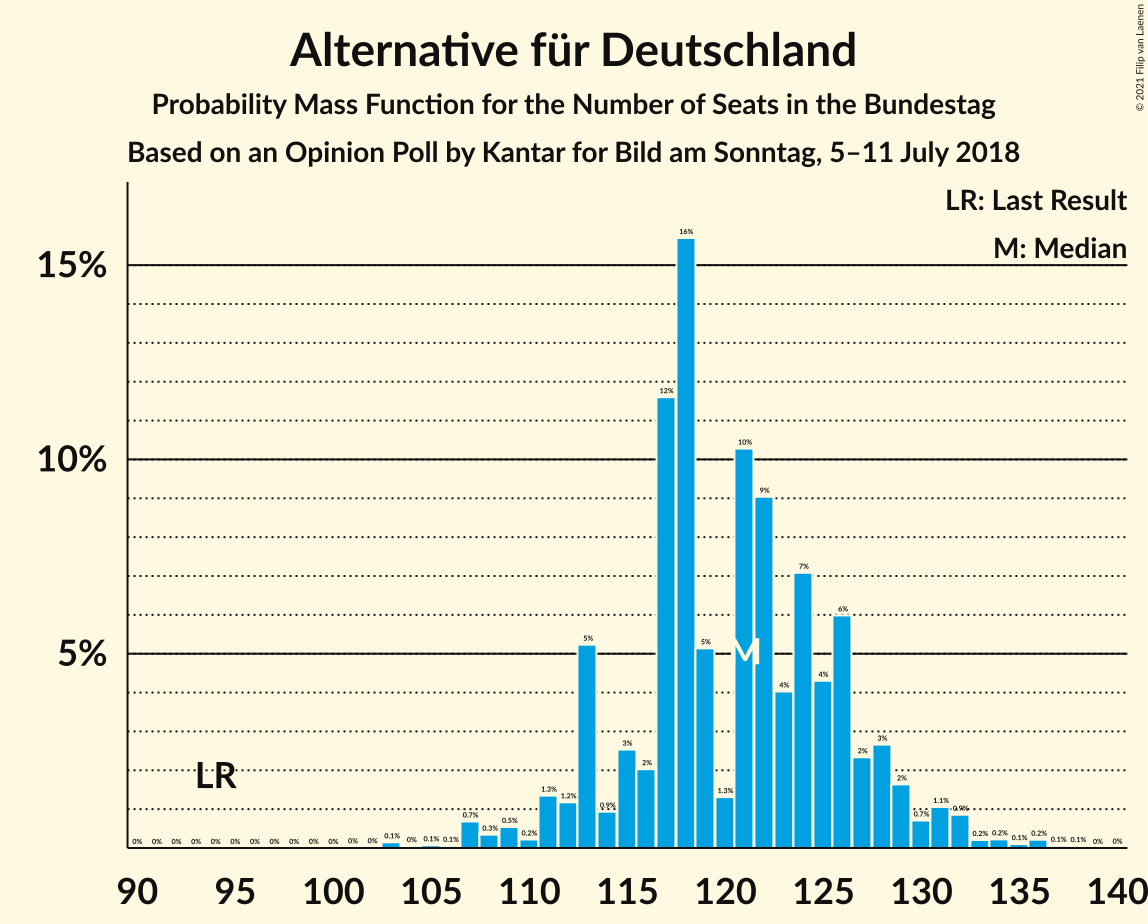 Alternative für Deutschland
Probability Mass Function for the Number of Seats in the Bundestag
Based on an Opinion Poll by Kantar for Bild am Sonntag, 5–11 July 2018
© 2021 Filip van Laenen
LR: Last Result
M: Median
15%
10%
5%
0% 0% 0% 0% 0% 0% 0% 0% 0% 0% 0% 0% 0% 0.1% 0% 0.1% 0.1% 0.7% 0.3% 0.5% 0.2% 1.3% 1.2% 5% 0.9% 3% 2% 12% 16% 5% 1.3% 10% 9% 4% 7% 4% 6% 2% 3% 2% 0.7% 1.1% 0.9% 0.2% 0.2% 0.1% 0.2% 0.1% 0.1% 0% 0%
LR
M
90 95 100 105 110 115 120 125 130 135 140